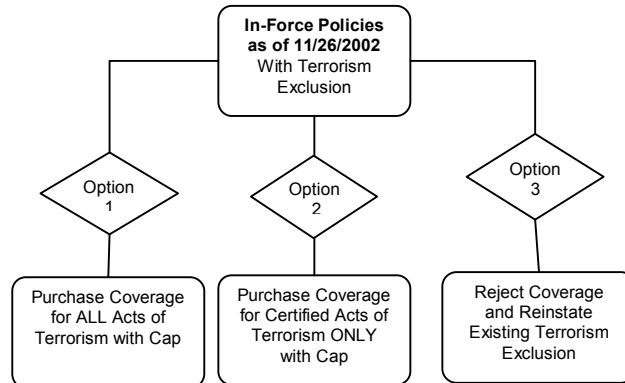 In-Force Policies
as of 11/26/2002
With Terrorism
Exclusion
Option
1
Option
2
Option
3
Purchase Coverage
for ALL Acts of
Terrorism with Cap
Purchase Coverage
for Certified Acts of
Terrorism ONLY
with Cap
Reject Coverage
and Reinstate
Existing Terrorism
Exclusion